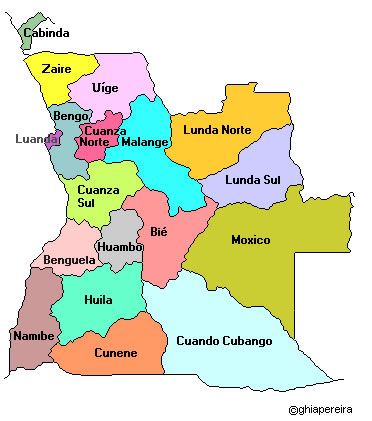 Cabinda
Zaire
Uíge
Bengo
Luanda
Cuanza
Norte
Malange
Lunda Norte
Lunda Sul
Cuanza
Sul
Bié
Moxico
Huambo
Benguela
Huila
Namibe
Cunene
Cuando Cubango
©ghiapereira